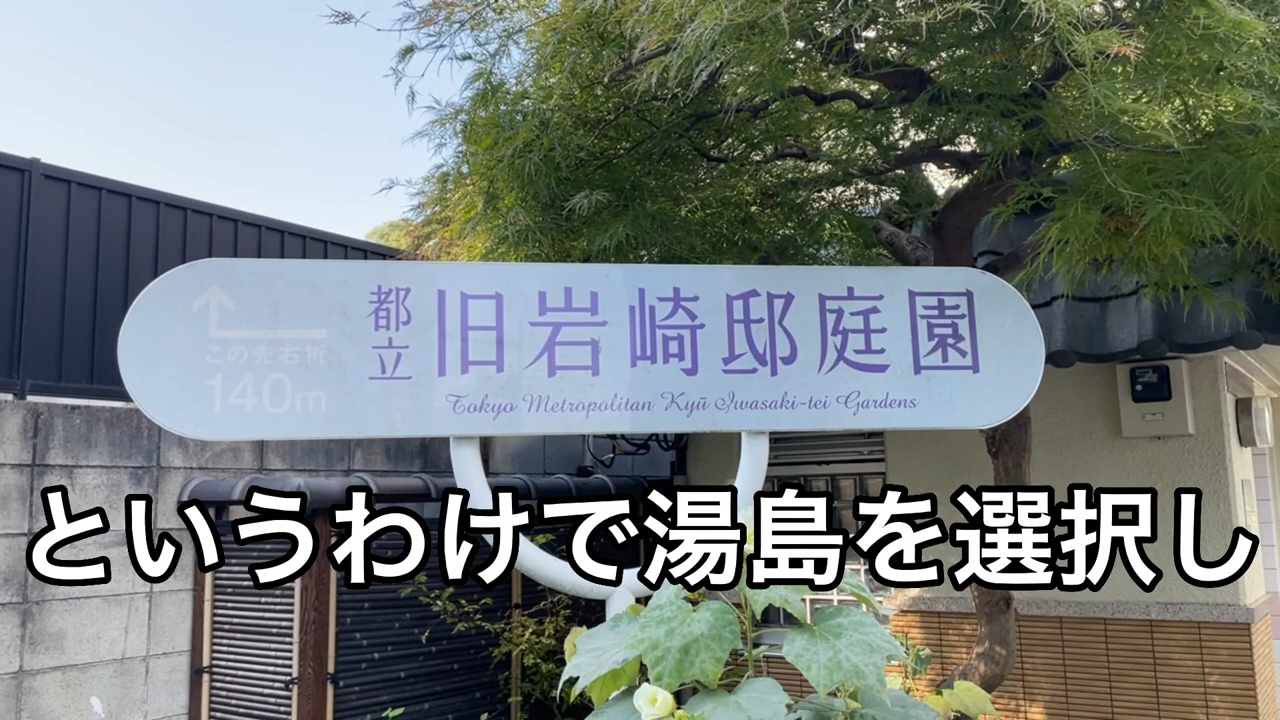 この先右折
140m
都立
旧岩崎邸庭園
Tokyo Metropolitan Kyū Iwasaki-tei Gardens
というわけで湯島を選択し